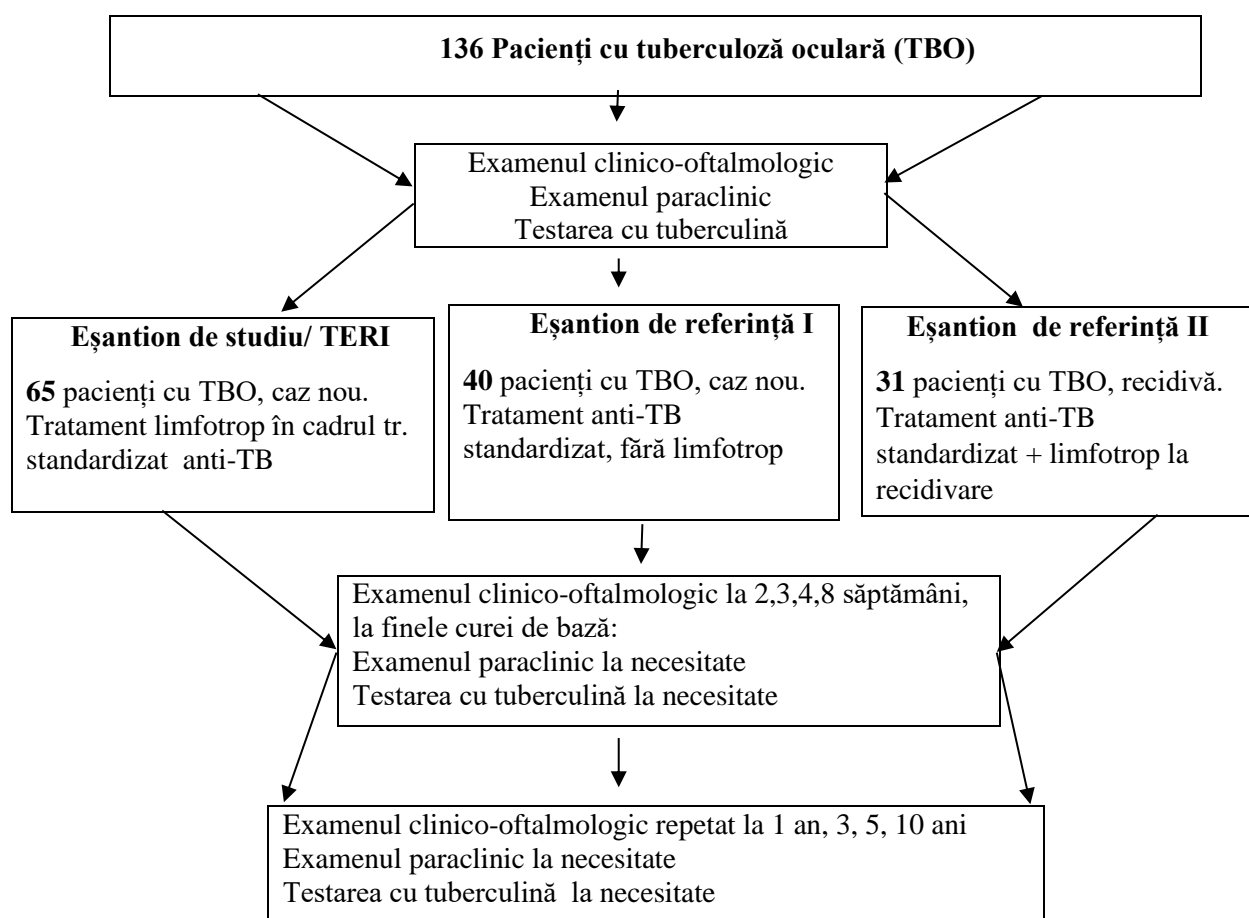 136 Pacienți cu tuberculoză oculară (TBO)
Examenul clinico-oftalmologic
Examenul paraclinic
Testarea cu tuberculină
Eșantion de studiu/ TERI
65 pacienți cu TBO, caz nou.
Tratament limfotrop în cadrul tr.
standardizat anti-TB
Eșantion de referință I
40 pacienți cu TBO, caz nou.
Tratament anti-TB
standardizat, fără limfotrop
Eșantion de referință II
31 pacienți cu TBO, recidivă.
Tratament anti-TB
standardizat + limfotrop la
recidivare
Examenul clinico-oftalmologic la 2,3,4,8 săptămâni,
la finele curei de bază:
Examenul paraclinic la necesitate
Testarea cu tuberculină la necesitate
Examenul clinico-oftalmologic repetat la 1 an, 3, 5, 10 ani
Examenul paraclinic la necesitate
Testarea cu tuberculină la necesitate